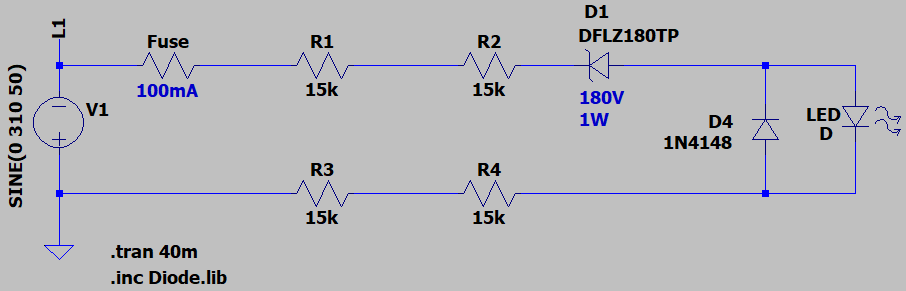 L1
Fuse
100mA
R1
15k
R2
15k
D1
DFLZ180TP
180V
1W
V1
SINE(0 310 50)
D4
1N4148
LED
D
R3
15k
R4
15k
.tran 40m
.inc Diode.lib